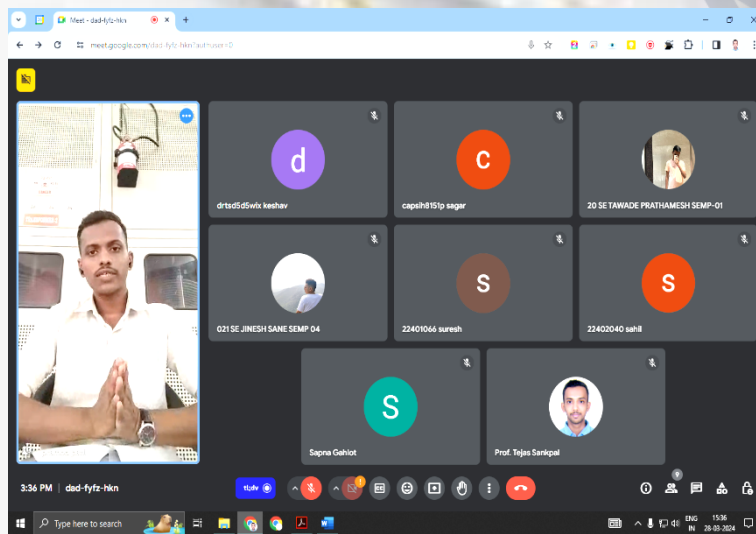 Meet - dad-fyfz-hkn
meet.google.com/dad-fyfz-hkn?authuser=0
d
drtsd5d5wix keshav
C
capsih8151p sagar
20 SE TAWADE PRATHAMESH SEMP-01
021 SE JINESH SANE SEMP 04
S
22401066 suresh
S
22402040 sahil
S
Sapna Gahlot
Prof. Tejas Sankpal
3:36 PM | dad-fyfz-hkn
9
Type here to search
ENG
IN
15:36
28-03-2024